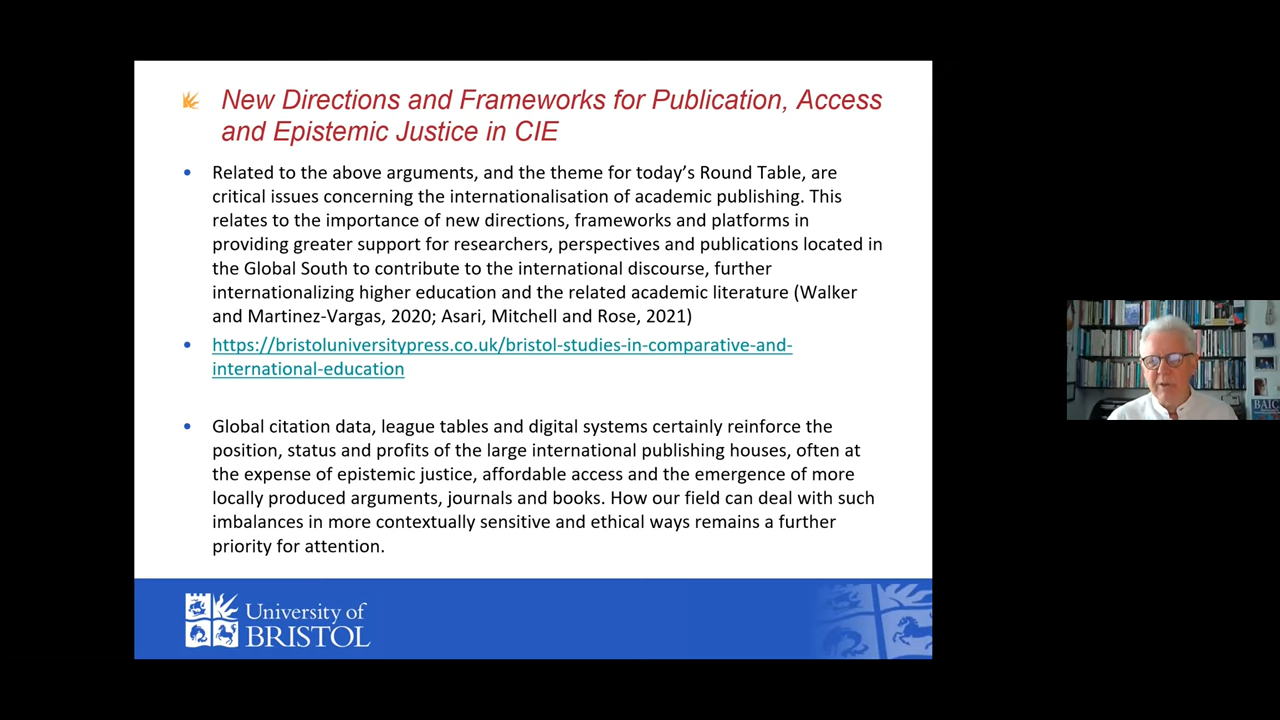 New Directions and Frameworks for Publication, Access
and Epistemic Justice in CIE
Related to the above arguments, and the theme for today’s Round Table, are
critical issues concerning the internationalisation of academic publishing. This
relates to the importance of new directions, frameworks and platforms in
providing greater support for researchers, perspectives and publications located in
the Global South to contribute to the international discourse, further
internationalizing higher education and the related academic literature (Walker
and Martinez-Vargas, 2020; Asari, Mitchell and Rose, 2021)
https://bristoluniversitypress.co.uk/bristol-studies-in-comparative-and-
international-education
Global citation data, league tables and digital systems certainly reinforce the
position, status and profits of the large international publishing houses, often at
the expense of epistemic justice, affordable access and the emergence of more
locally produced arguments, journals and books. How our field can deal with such
imbalances in more contextually sensitive and ethical ways remains a further
priority for attention.
University of
BRISTOL
BAIC